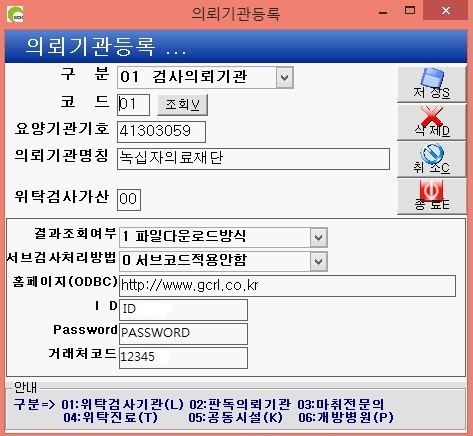 의뢰기관등록
의뢰기관등록 ...
구 분 01 검사의뢰기관
코 드 01 조회V
요양기관기호 41303059
의뢰기관명칭 녹십자의료재단
위탁검사가산 00
저 장S
삭 제D
취 소C
종 료E
결과조회여부 1 파일다운로드방식
서브검사처리방법 0 서브코드적용안함
홈페이지(ODBC) http://www.gcrl.co.kr
I D ID
Password PASSWORD
거래처코드 12345
안내
구분=> 01:위탁검사기관(L) 02:판독의뢰기관 03:마취전문의
04:위탁진료(T) 05:공동시설(K) 06:개방병원(P)